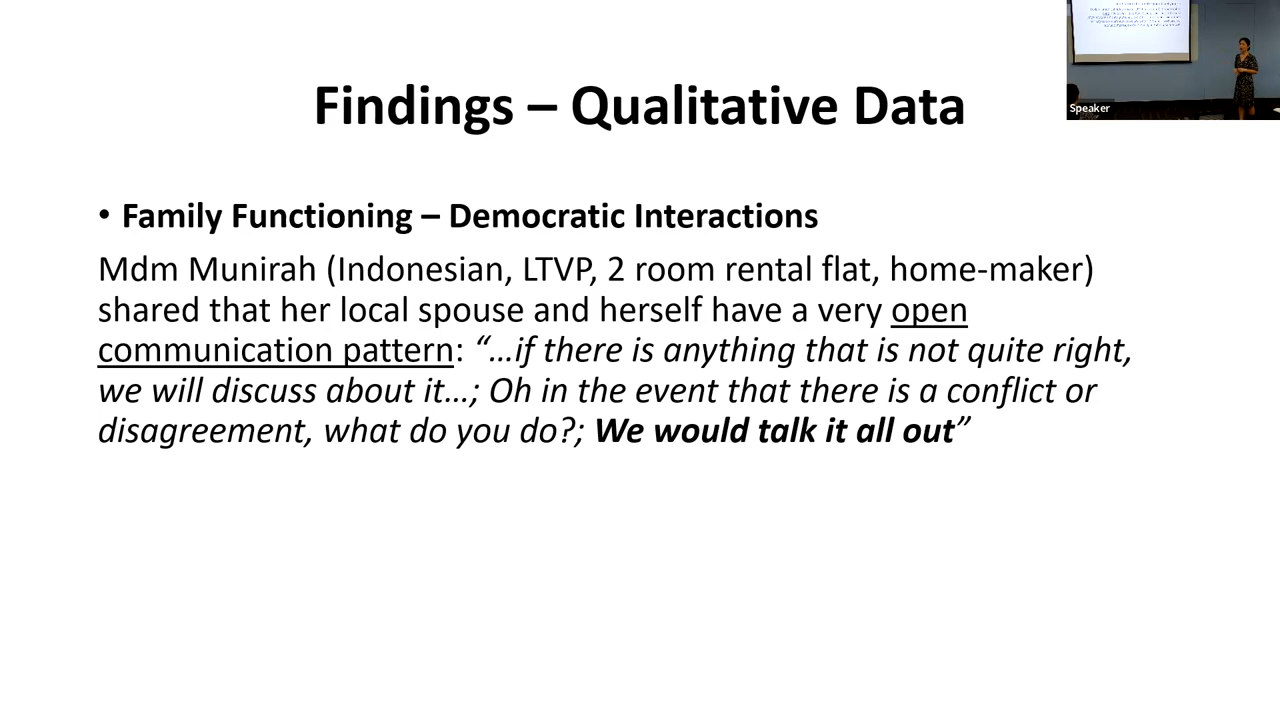 Findings – Qualitative Data
Speaker
• Family Functioning – Democratic Interactions
Mdm Munirah (Indonesian, LTVP, 2 room rental flat, home-maker)
shared that her local spouse and herself have a very open
communication pattern: “…if there is anything that is not quite right,
we will discuss about it…; Oh in the event that there is a conflict or
disagreement, what do you do?; We would talk it all out”